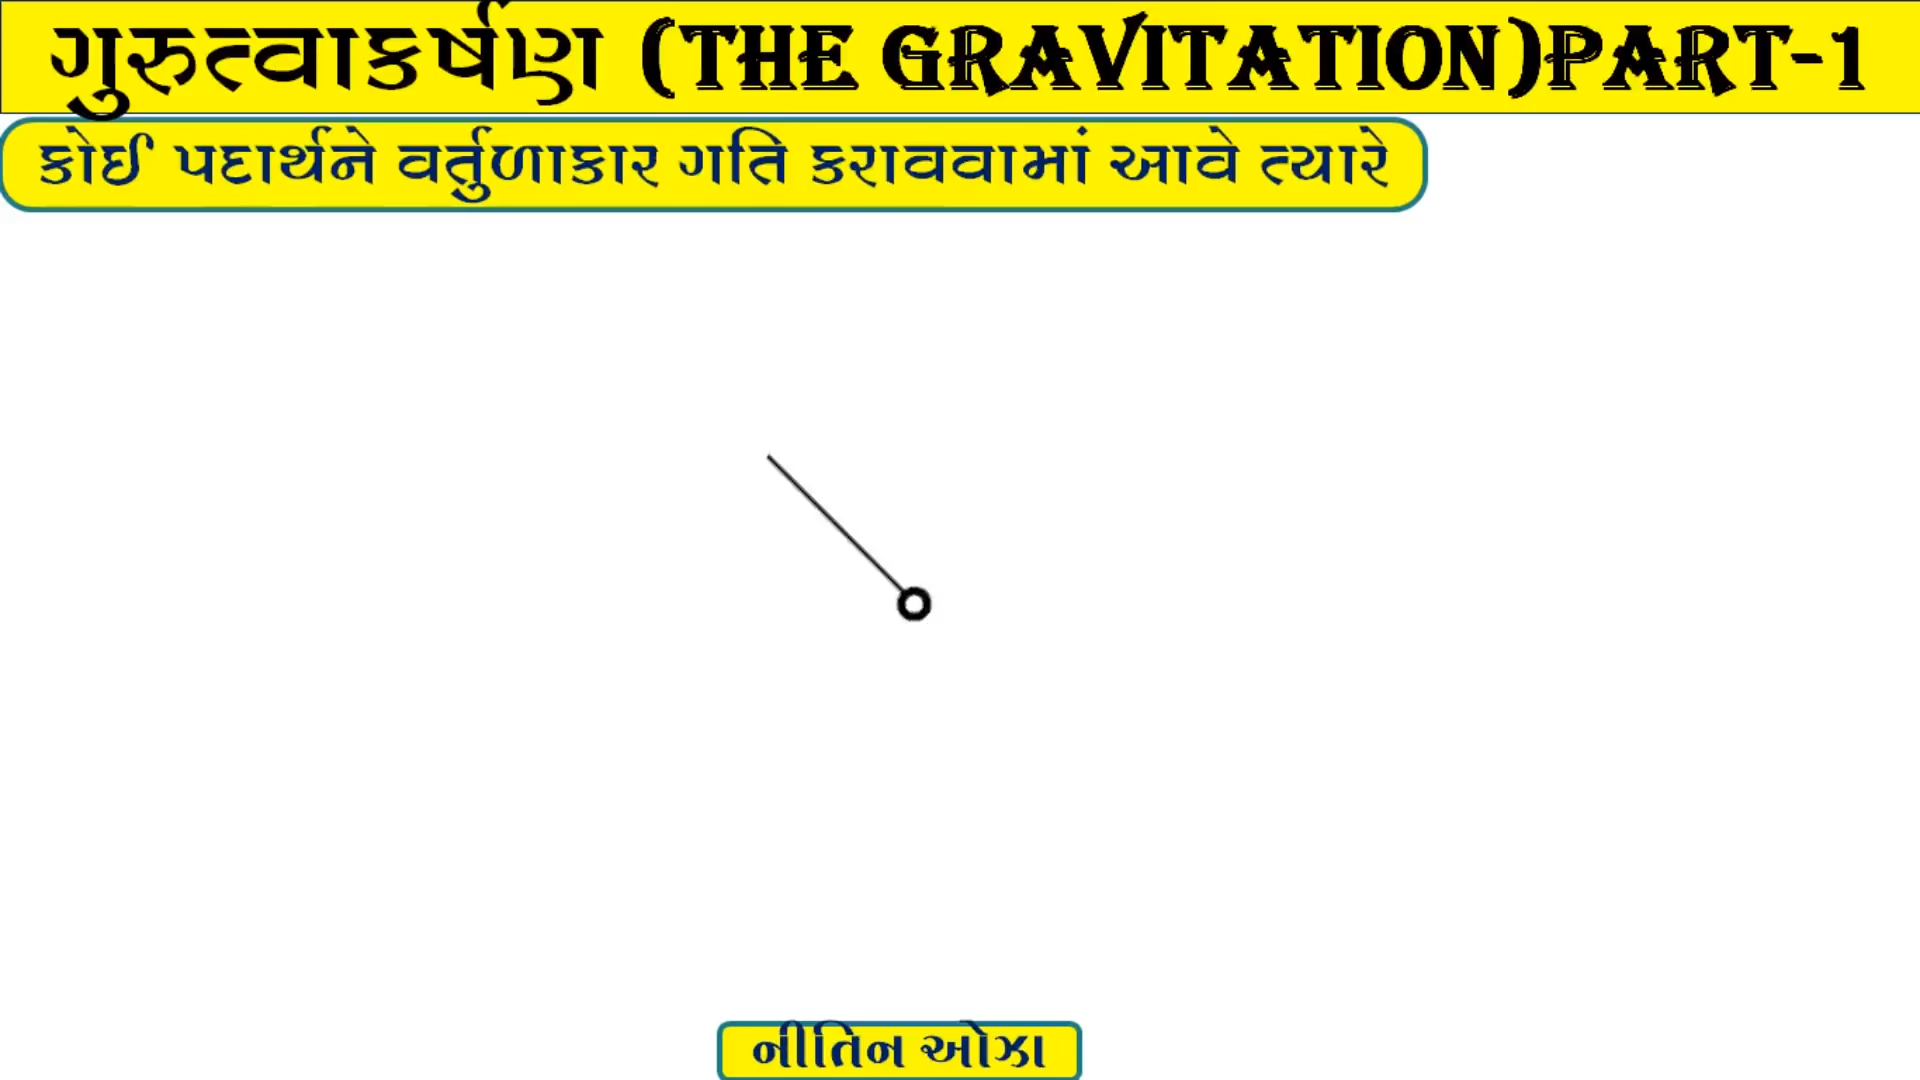 ગુરુત્વાકર્ષણ (THE GRAVITATION)PART-1
કોઈ પદાર્થને વર્તુળાકાર ગતિ કરાવવામાં આવે ત્યારે
નીતિન ઓઝા